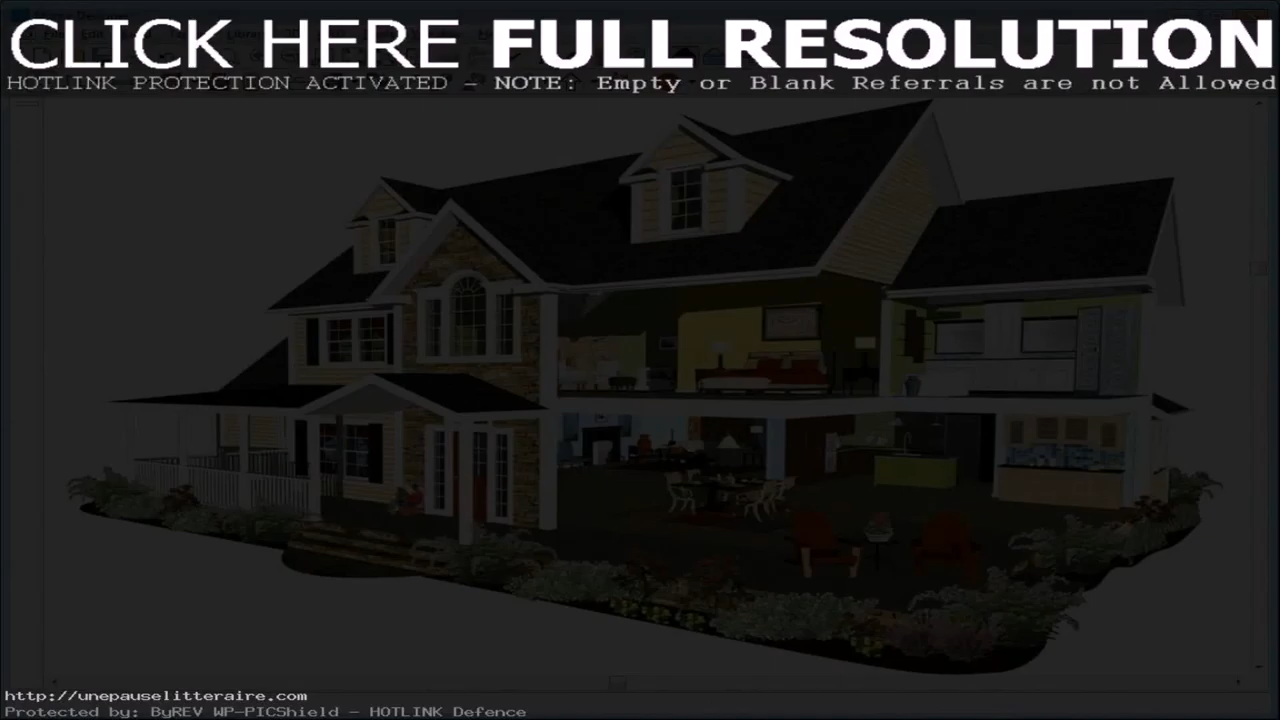 CLICK HERE FULL RESOLUTION
HOTLINK PROTECTION ACTIVATED - NOTE: Empty or Blank Referrals are not Allowed
http://unepauselitteraire.com
Protected by: ByREV WP-PICShield - HOTLINK Defence